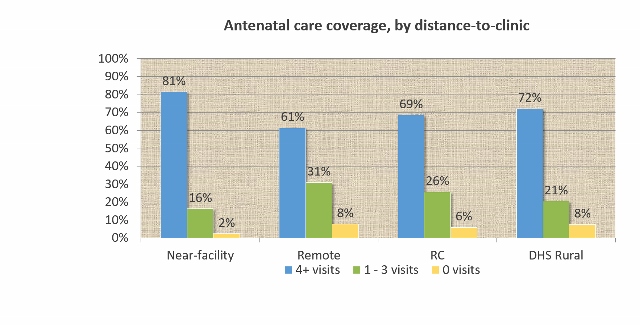 Antenatal care coverage, by distance-to-clinic
100%
90%
80%
70%
60%
50%
40%
30%
20%
10%
0%
81%
16%
2%
61%
31%
8%
69%
26%
6%
72%
21%
8%
Near-facility
Remote
RC
DHS Rural
4+ visits
1 - 3 visits
0 visits